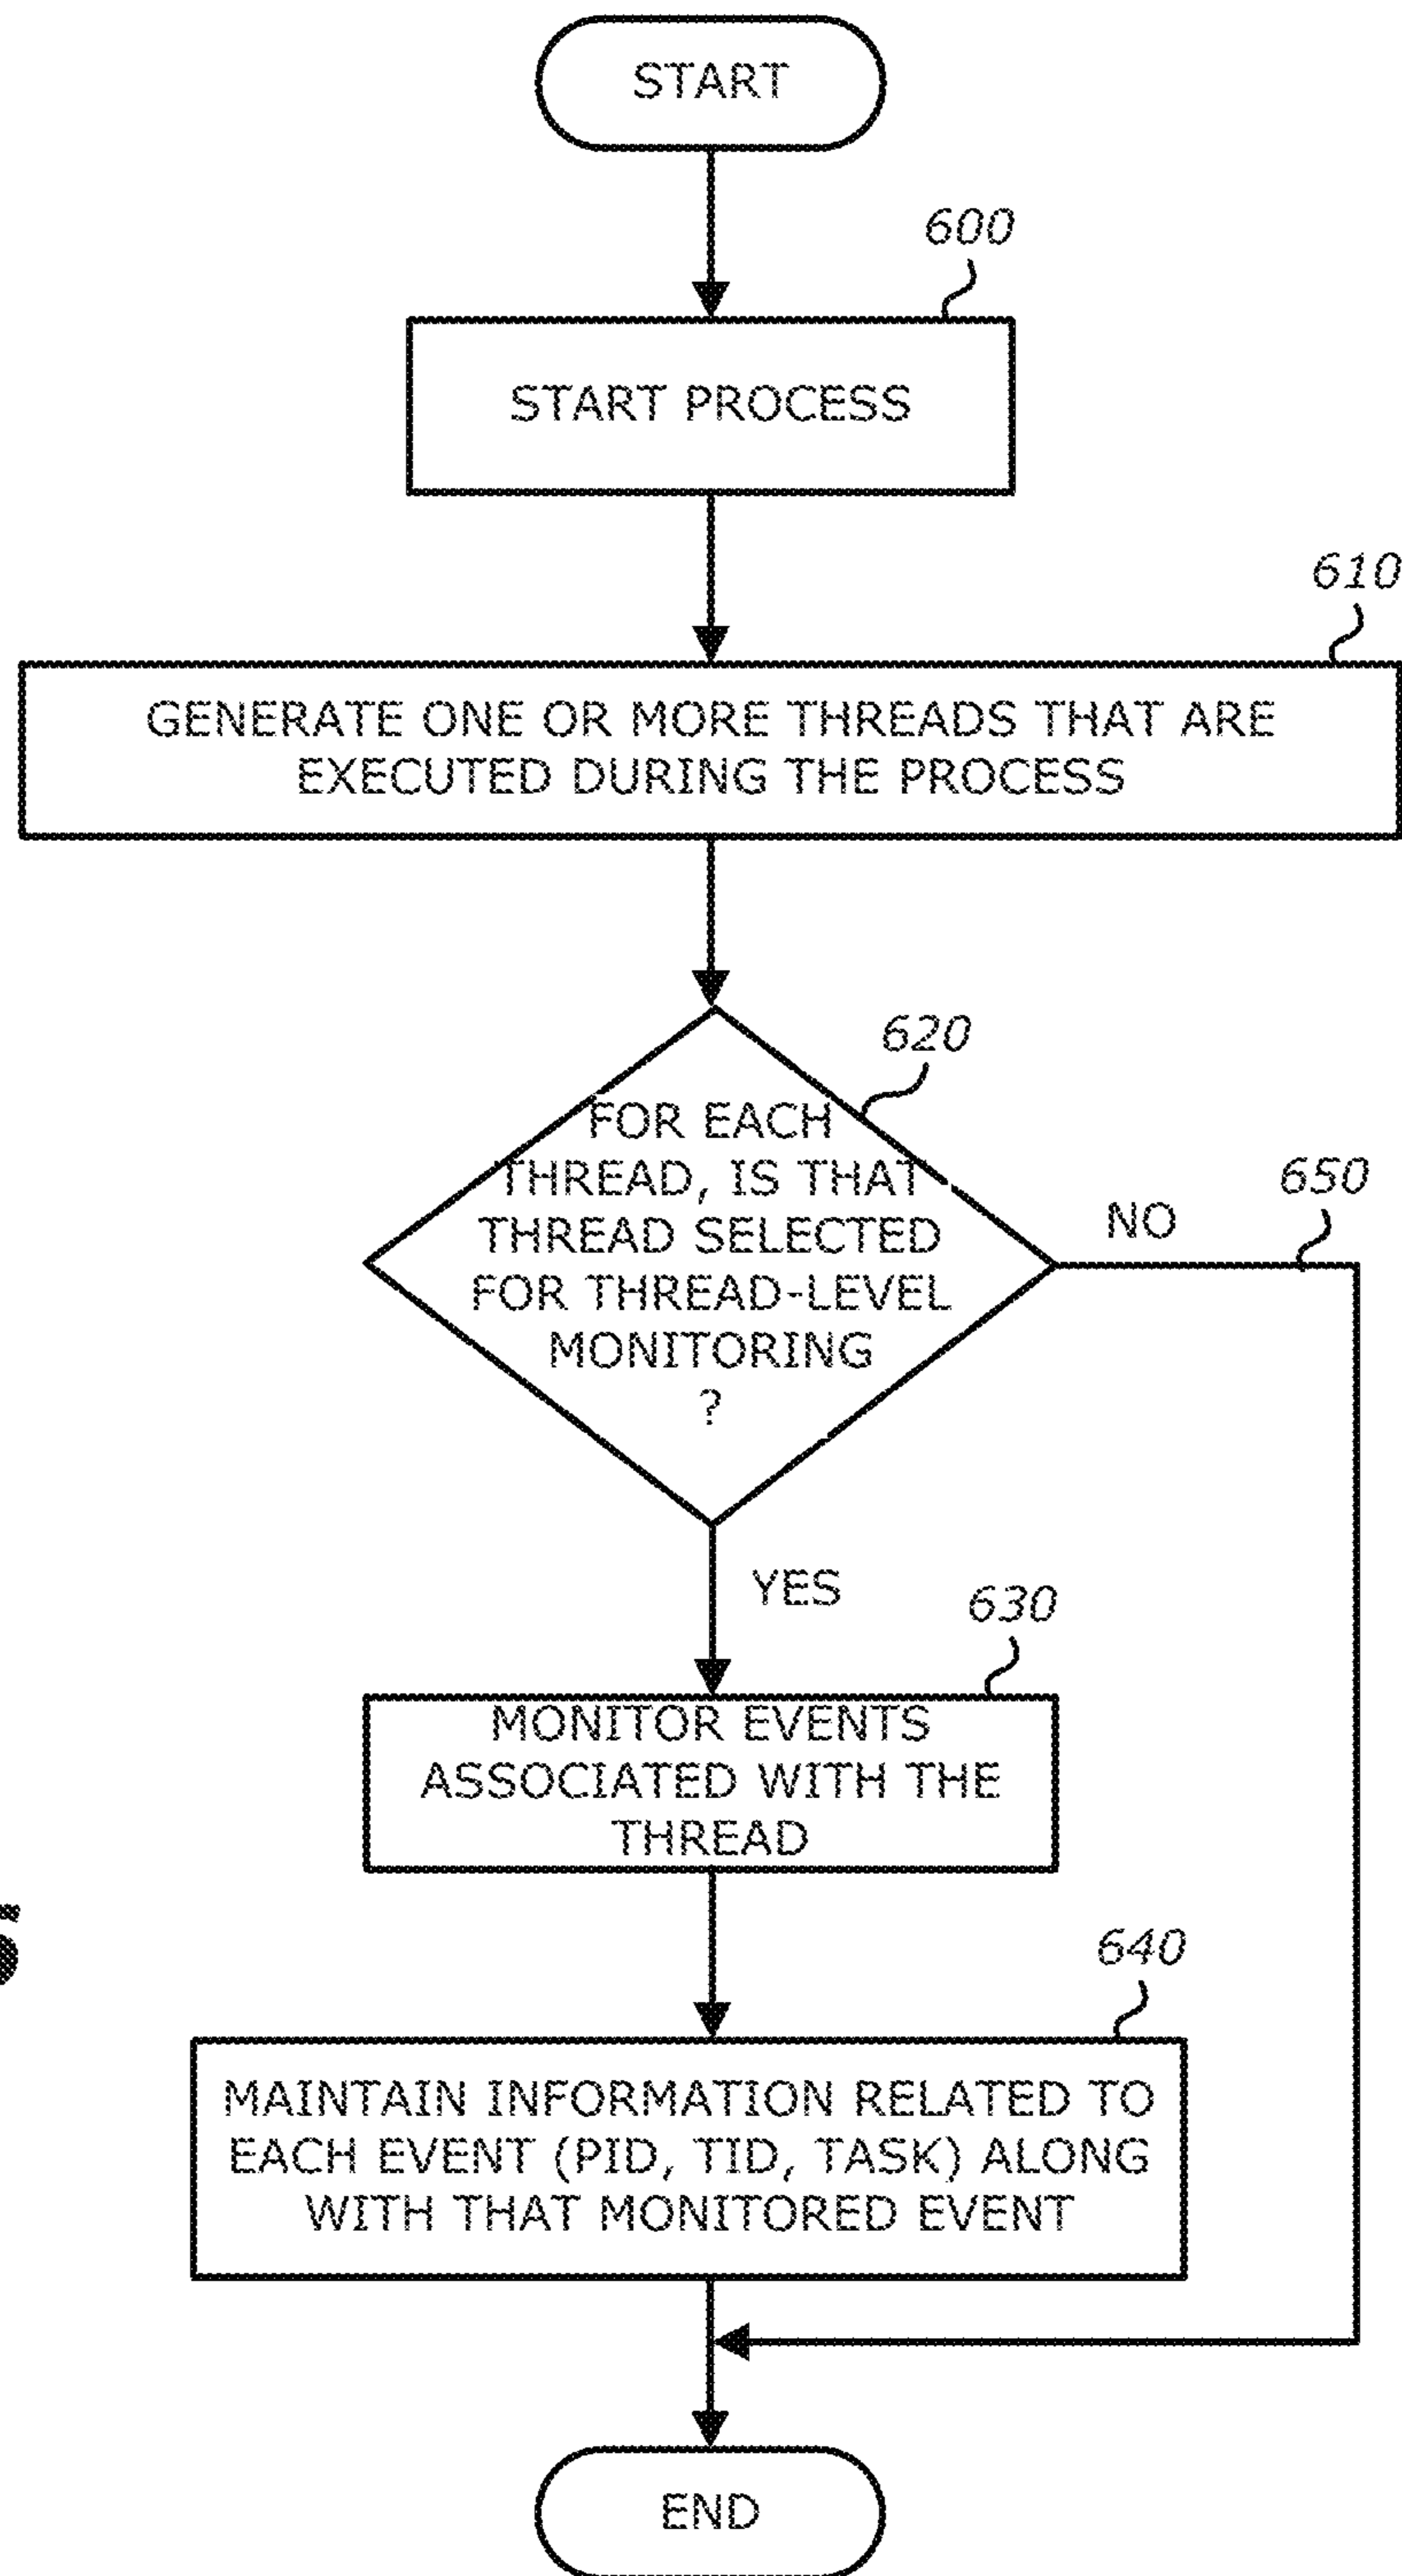 START
600
START PROCESS
610
GENERATE ONE OR MORE THREADS THAT ARE
EXECUTED DURING THE PROCESS
620
FOR EACH
THREAD, IS THAT
THREAD SELECTED
FOR THREAD-LEVEL
MONITORING
?
NO
650
YES
630
MONITOR EVENTS
ASSOCIATED WITH THE
THREAD
640
MAINTAIN INFORMATION RELATED TO
EACH EVENT (PID, TID, TASK) ALONG
WITH THAT MONITORED EVENT
END